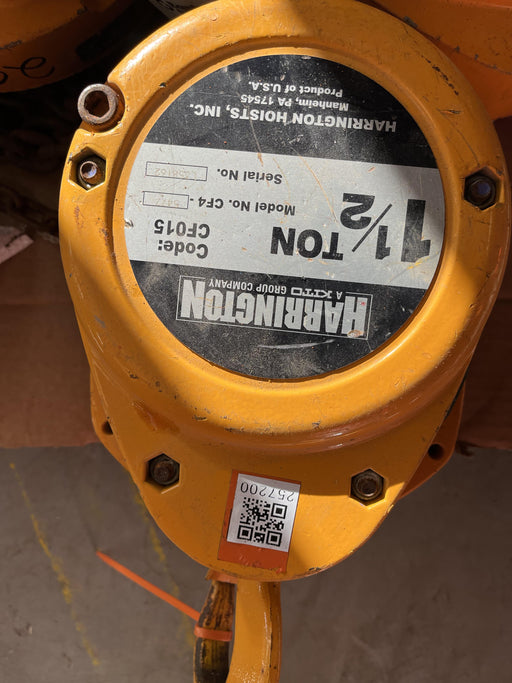 HARRINGTON
A KITO GROUP COMPANY
1 1/2 TON
Code:
CF015
Model No. CF4-
Serial No.
HARRINGTON HOISTS, INC.
Manheim, PA 17545
Product of U.S.A.
257200